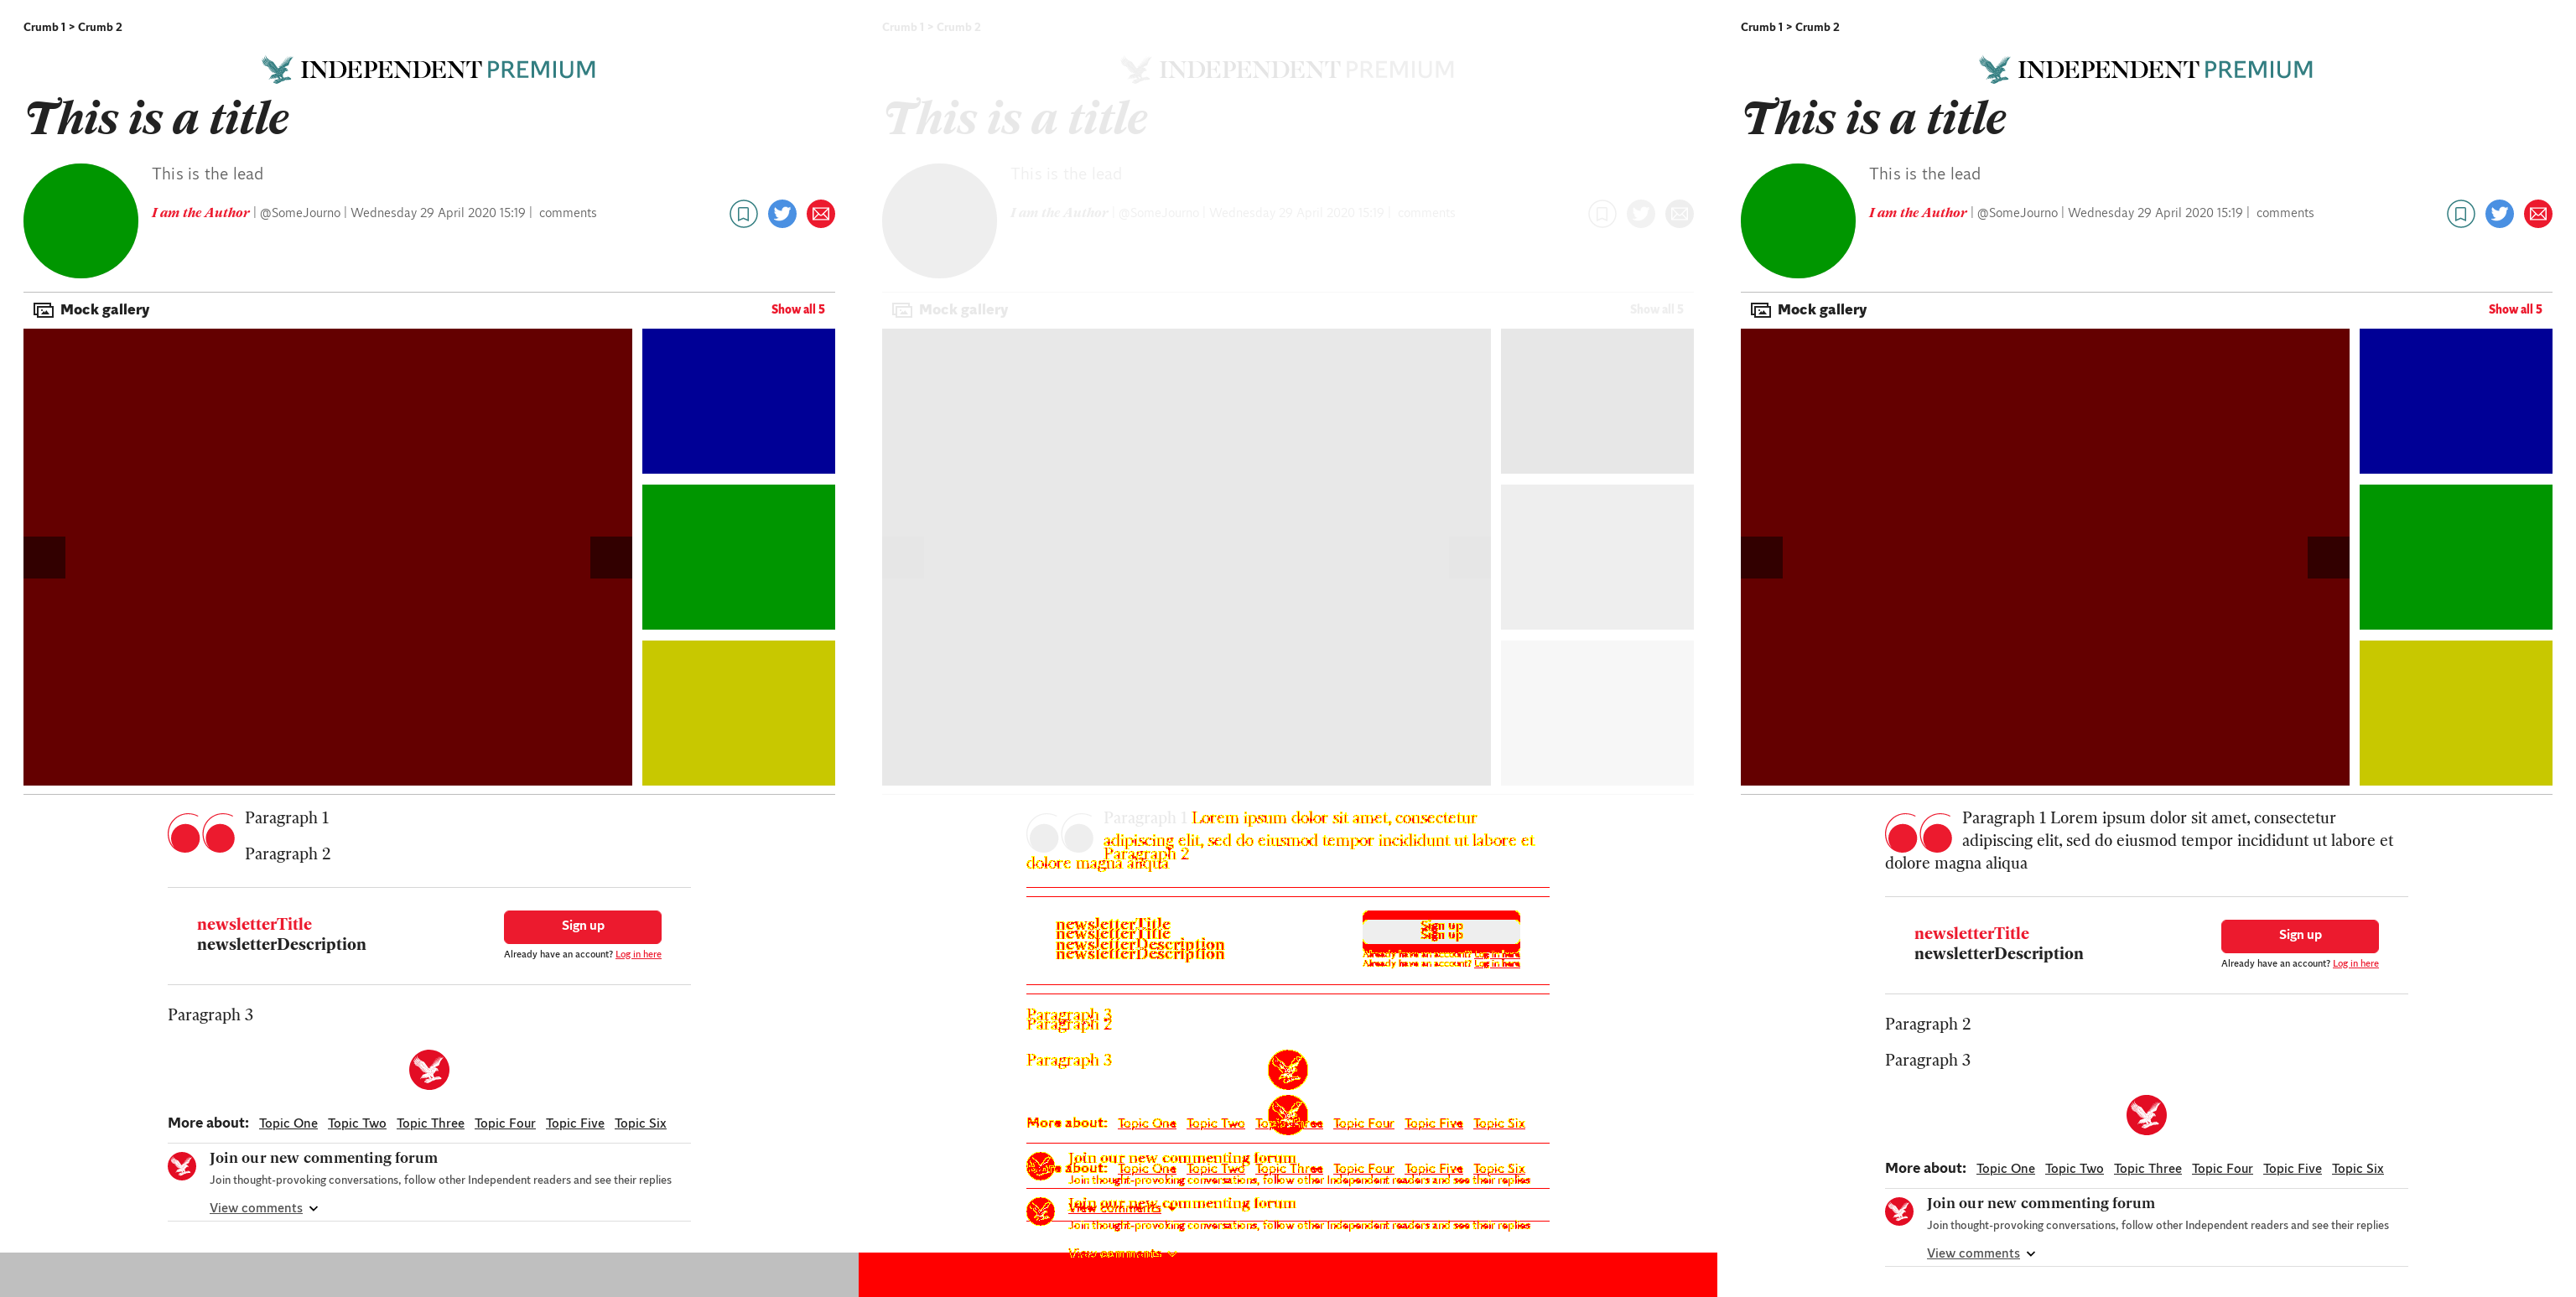 Crumb 1 > Crumb 2
INDEPENDENT PREMIUM
This is a title
This is the lead
I am the Author | @SomeJourno | Wednesday 29 April 2020 15:19 | comments
Mock gallery
Show all 5
Paragraph 1
Paragraph 2
newsletterTitle
newsletterDescription
Sign up
Already have an account? Log in here
Paragraph 3
More about: Topic One Topic Two Topic Three Topic Four Topic Five Topic Six
Join our new commenting forum
Join thought-provoking conversations, follow other Independent readers and see their replies
View comments
Crumb 1 > Crumb 2
INDEPENDENT PREMIUM
This is a title
This is the lead
I am the Author | @SomeJourno | Wednesday 29 April 2020 15:19 | comments
Mock gallery
Show all 5
Paragraph 1 Lorem ipsum dolor sit amet, consectetur
adipiscing elit, sed do eiusmod tempor incididunt ut labore et
Paragraph 2
dolore magna aliqua
newsletterTitle
newsletterTitle
newsletterDescription
newsletterDescription
Sign up
Sign up
Already have an account? Log in here
Already have an account? Log in here
Paragraph 3
Paragraph 2
Paragraph 3
More about: Topic One Topic Two Topic Three Topic Four Topic Five Topic Six
Join our new commenting forum
More about: Topic One Topic Two Topic Three Topic Four Topic Five Topic Six
Join thought-provoking conversations, follow other Independent readers and see their replies
Join our new commenting forum
View comments
Join thought-provoking conversations, follow other Independent readers and see their replies
View comments
Crumb 1 > Crumb 2
INDEPENDENT PREMIUM
This is a title
This is the lead
I am the Author | @SomeJourno | Wednesday 29 April 2020 15:19 | comments
Mock gallery
Show all 5
Paragraph 1 Lorem ipsum dolor sit amet, consectetur
adipiscing elit, sed do eiusmod tempor incididunt ut labore et
dolore magna aliqua
newsletterTitle
newsletterDescription
Sign up
Already have an account? Log in here
Paragraph 2
Paragraph 3
More about: Topic One Topic Two Topic Three Topic Four Topic Five Topic Six
Join our new commenting forum
Join thought-provoking conversations, follow other Independent readers and see their replies
View comments